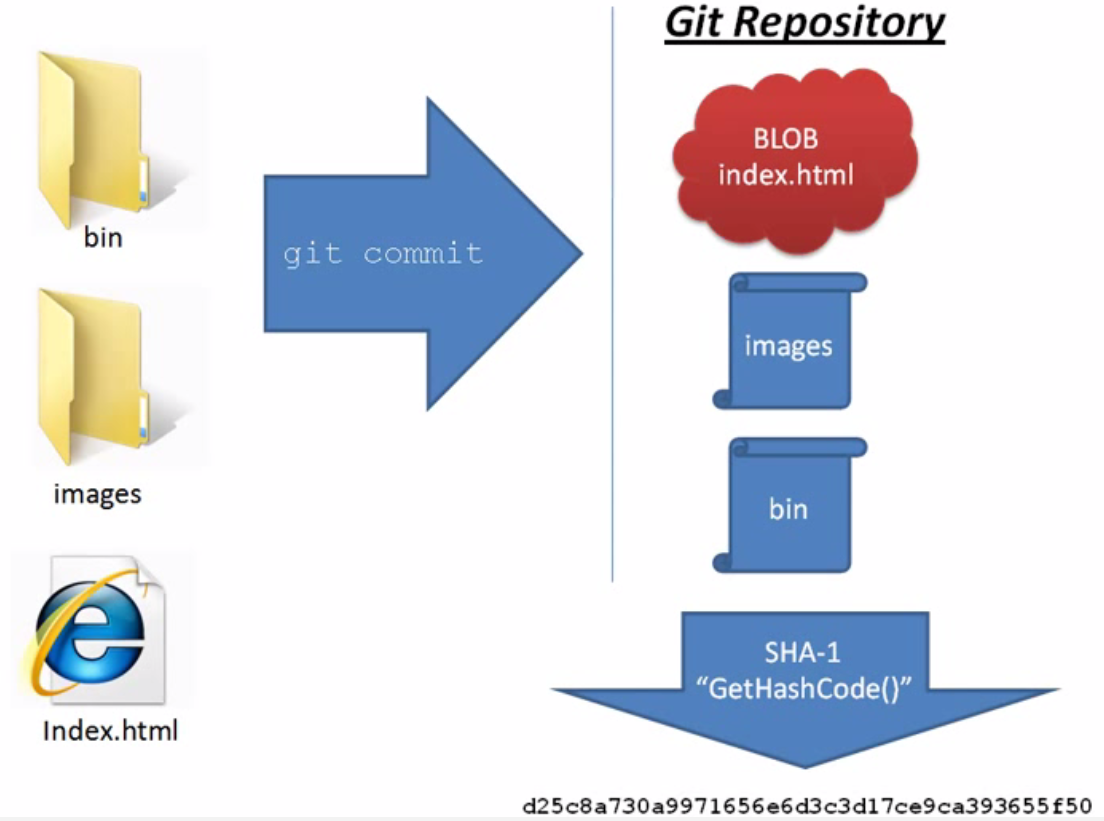 Git Repository
bin
images
Index.html
git commit
BLOB
index.html
images
bin
SHA-1
“GetHashCode()”
d25c8a730a9971656e6d3c3d17ce9ca393655f50